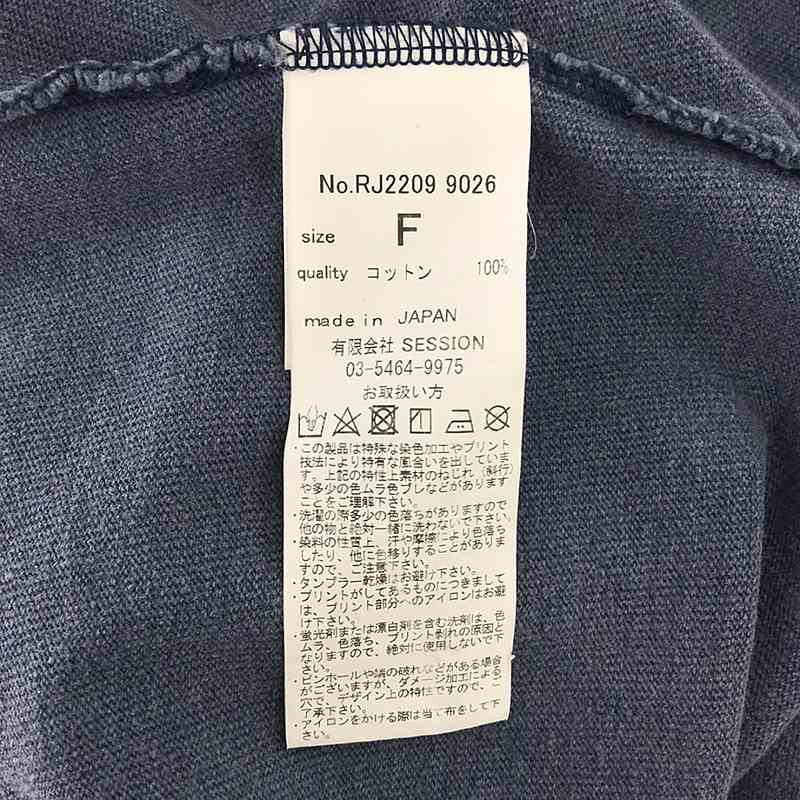 No.RJ2209 9026
size F
quality コットン 100%
made in JAPAN
有限会社 SESSION
03-5464-9975
お取扱い方
・この製品は特殊な染色加工やプリント
技法により特有な風合いを出していま
す。上記の特性上素材のねじれ（斜行）
や多少の色ムラ色ブレなどがあります
ことをご理解下さい。
・洗濯の際多少の色落ちがありますので
他の物と絶対一緒に洗わないで下さい。
・染料の性質上、汗や摩擦により色落ち
したり、他に色移りすることがありま
すので、ご注意下さい。
・タンブラー乾燥はお避け下さい。
・プリントがしてあるものにつきまして
は、プリント部分へのアイロンはお避
け下さい。
・蛍光剤または漂白剤を含む洗剤は、色
ムラ、色落ち、プリント剥れの原因と
なりますので、絶対に使用しないで下
さい。
・ピンホールや端の破れなどがある場合
がございますが、ダメージ加工による
穴で、デザイン上の特性ですので、ご
了承下さい。
・アイロンをかける際は当て布をして下
さい。